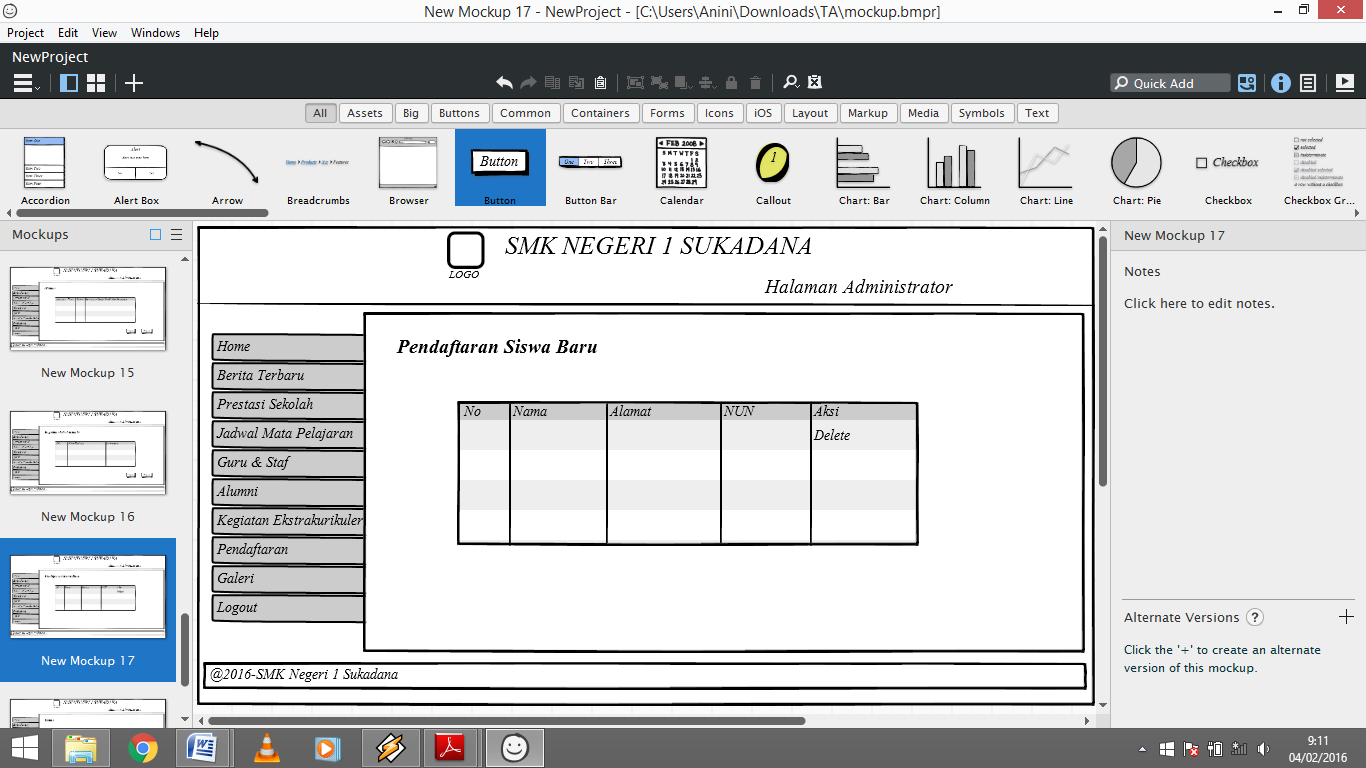 New Mockup 17 - NewProject - [C:\Users\Anini\Downloads\TA\mockup.bmpr]
Project Edit View Windows Help
NewProject
Quick Add
All Assets Big Buttons Common Containers Forms Icons iOS Layout Markup Media Symbols Text
Button
Accordion Alert Box Arrow Breadcrumbs Browser Button Button Bar Calendar Callout Chart: Bar Chart: Column Chart: Line Chart: Pie Checkbox Checkbox Gr...
FEB 2008
1
Checkbox
Mockups
New Mockup 15
New Mockup 16
New Mockup 17
SMK NEGERI 1 SUKADANA
LOGO
Halaman Administrator
Home
Berita Terbaru
Prestasi Sekolah
Jadwal Mata Pelajaran
Guru & Staf
Alumni
Kegiatan Ekstrakurikuler
Pendaftaran
Galeri
Logout
Pendaftaran Siswa Baru
No Nama Alamat NUN Aksi
Delete
@2016-SMK Negeri 1 Sukadana
New Mockup 17
Notes
Click here to edit notes.
Alternate Versions ?
Click the '+' to create an alternate
version of this mockup.
9:11
04/02/2016